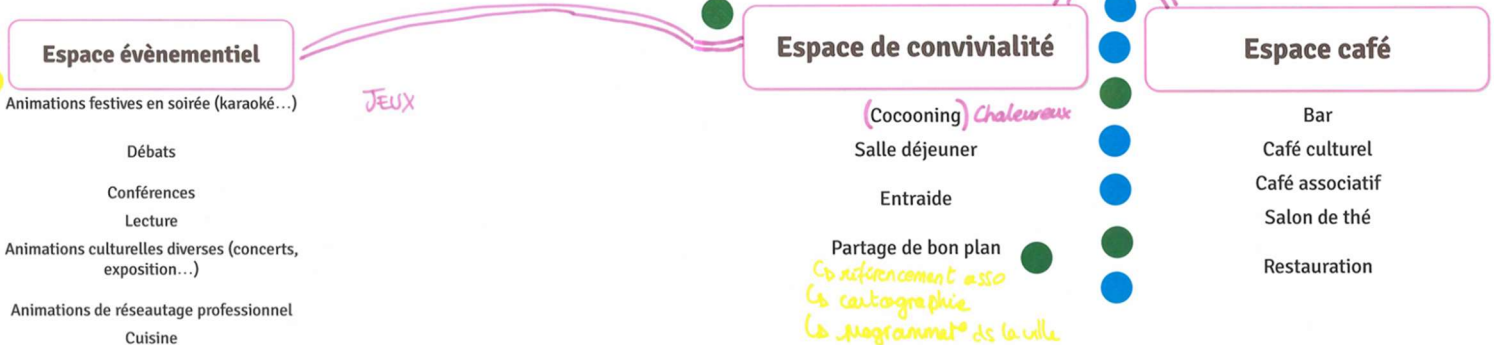 Espace évènementiel
Animations festives en soirée (karaoké...)
JEUX
Débats
Conférences
Lecture
Animations culturelles diverses (concerts,
exposition...)
Animations de réseautage professionnel
Cuisine
Espace de convivialité
(Cocooning) Chaleureux
Salle déjeuner
Entraide
Partage de bon plan
↳ référencement asso
↳ cartographie
↳ programmat° ds la ville
Espace café
Bar
Café culturel
Café associatif
Salon de thé
Restauration